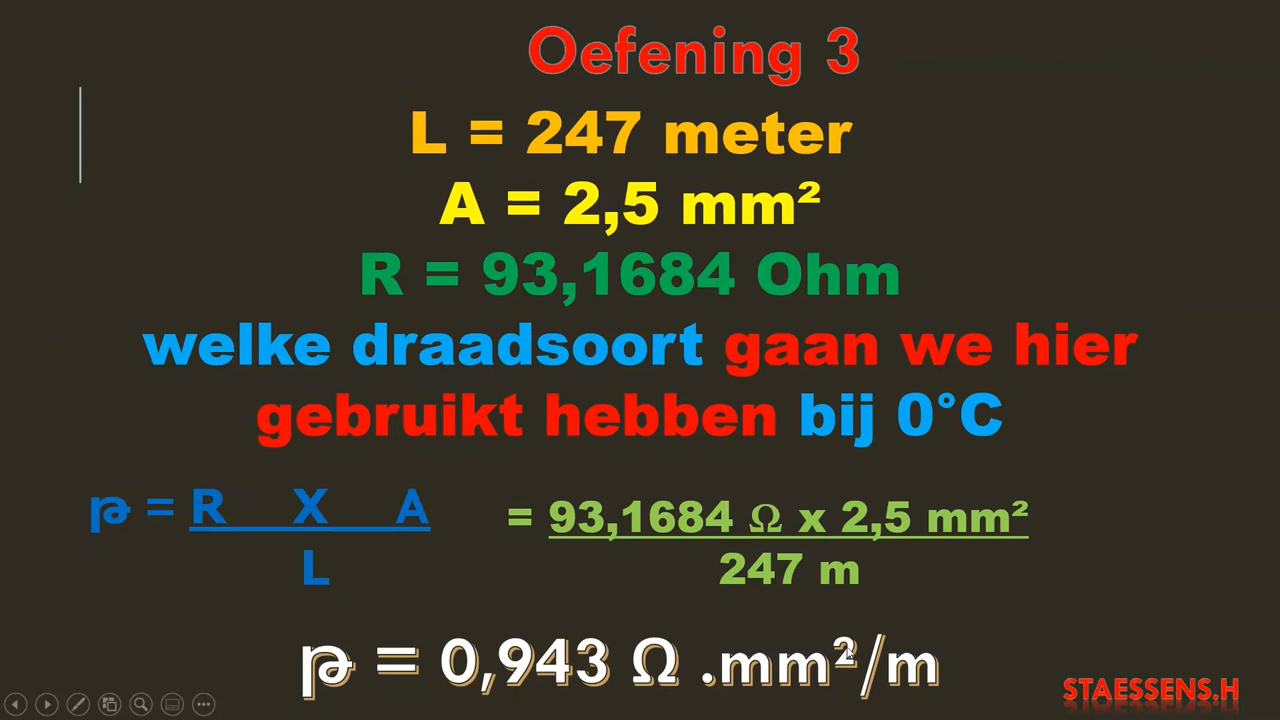 Oefening 3
L = 247 meter
A = 2,5 mm²
R = 93,1684 Ohm
welke draadsoort gaan we hier
gebruikt hebben bij 0°C
թ = R X A = 93,1684 Ω x 2,5 mm²
L 247 m
թ = 0,943 Ω .mm²/m
STAESSENS.H